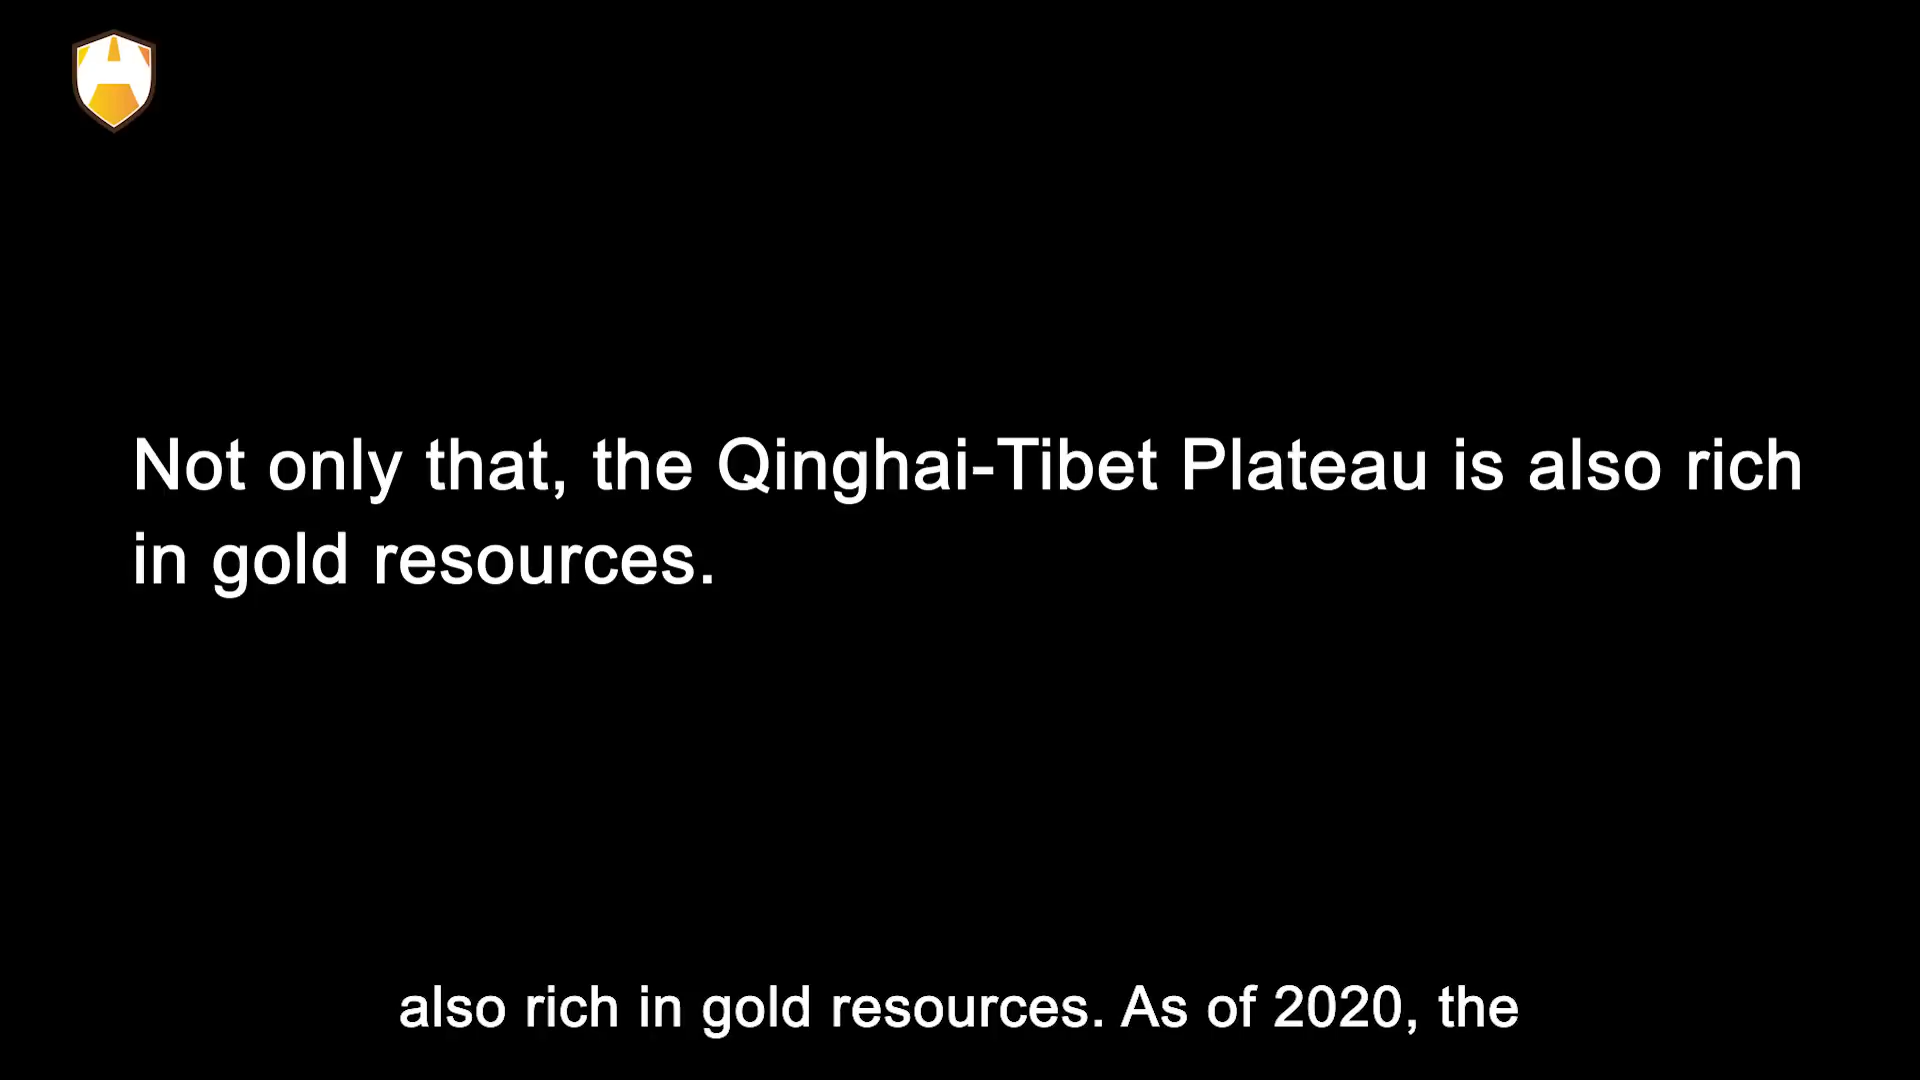 Not only that, the Qinghai-Tibet Plateau is also rich
in gold resources.
also rich in gold resources. As of 2020, the